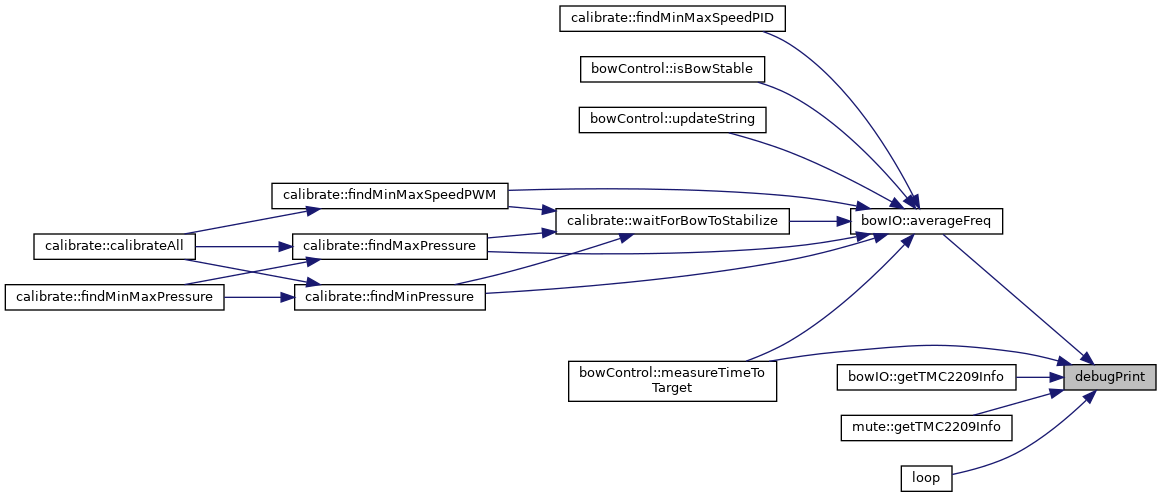 calibrate::findMinMaxSpeedPID
bowControl::isBowStable
bowControl::updateString
calibrate::findMinMaxSpeedPWM
calibrate::waitForBowToStabilize
bowIO::averageFreq
calibrate::calibrateAll
calibrate::findMaxPressure
calibrate::findMinMaxPressure
calibrate::findMinPressure
bowControl::measureTimeTo
Target
bowIO::getTMC2209Info
debugPrint
mute::getTMC2209Info
loop